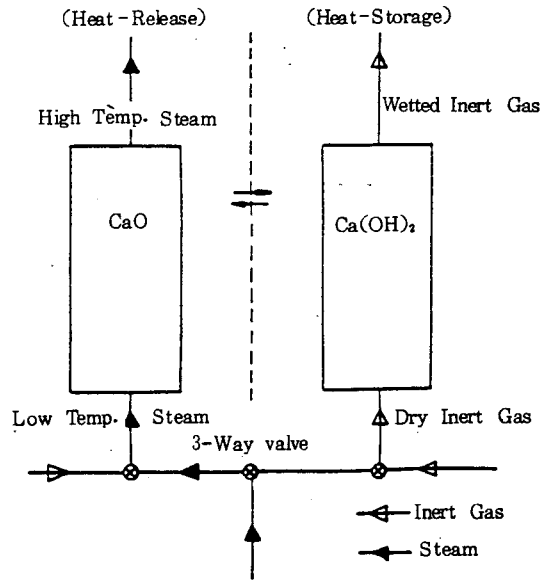 (Heat-Release)
(Heat-Storage)
High Temp. Steam
Wetted Inert Gas
CaO
Ca(OH)2
Low Temp. Steam
Dry Inert Gas
3-Way valve
Inert Gas
Steam